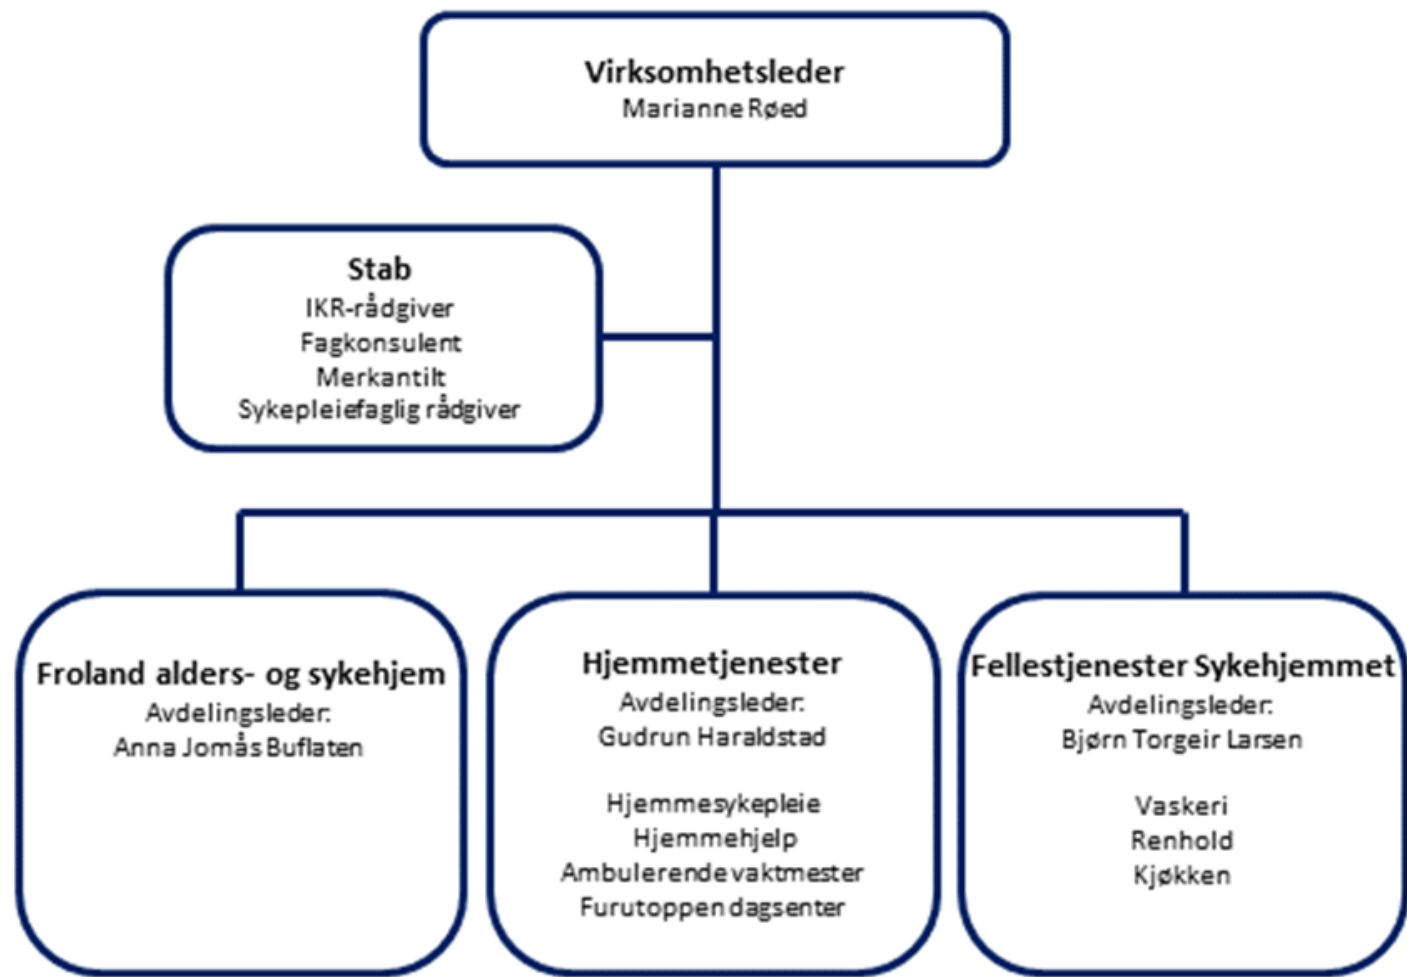 Virksomhetsleder
Marianne Røed
Stab
IKR-rådgiver
Fagkonsulent
Merkantilt
Sykepleiefaglig rådgiver
Froland alders- og sykehjem
Avdelingsleder:
Anna Jomås Buflaten
Hjemmetjenester
Avdelingsleder:
Gudrun Haraldstad
Hjemmesykepleie
Hjemmehjelp
Ambulerende vaktmester
Furutoppen dagsenter
Fellestjenester Sykehjemmet
Avdelingsleder:
Bjørn Torgeir Larsen
Vaskeri
Renhold
Kjøkken